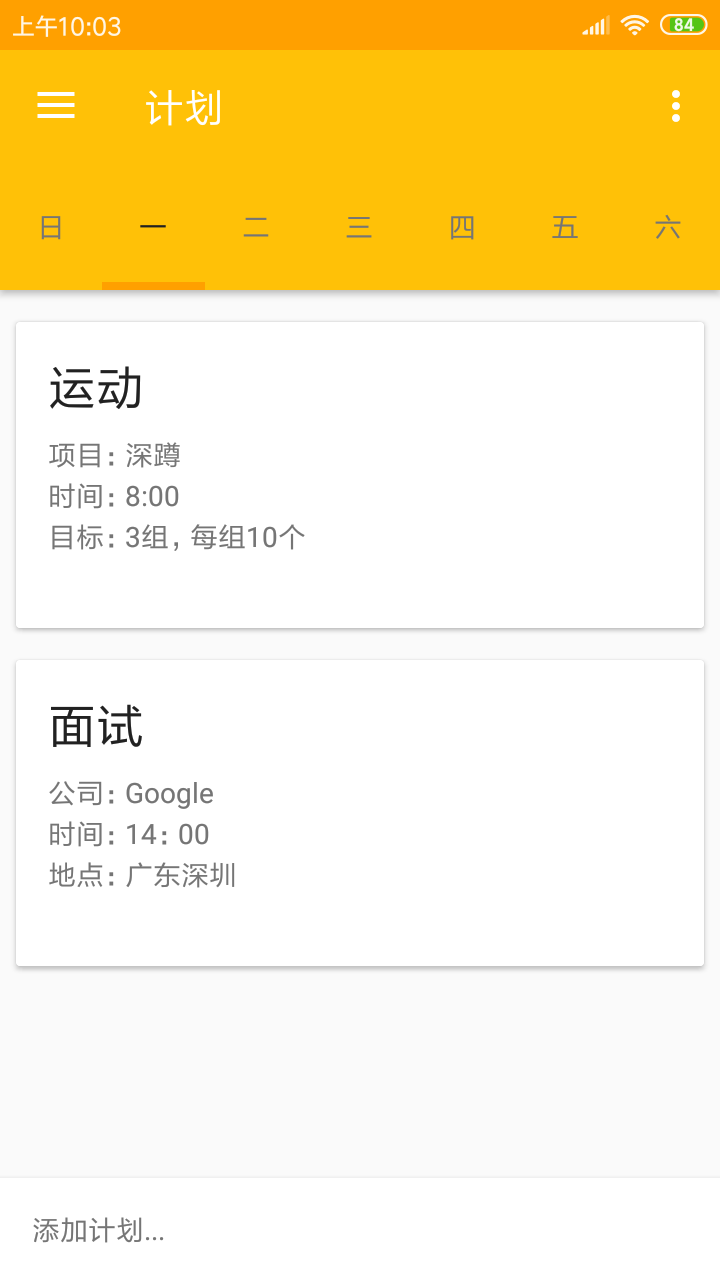 上午10:03
84
计划
日 一 二 三 四 五 六
运动
项目：深蹲
时间：8:00
目标：3组，每组10个
面试
公司：Google
时间：14：00
地点：广东深圳
添加计划...